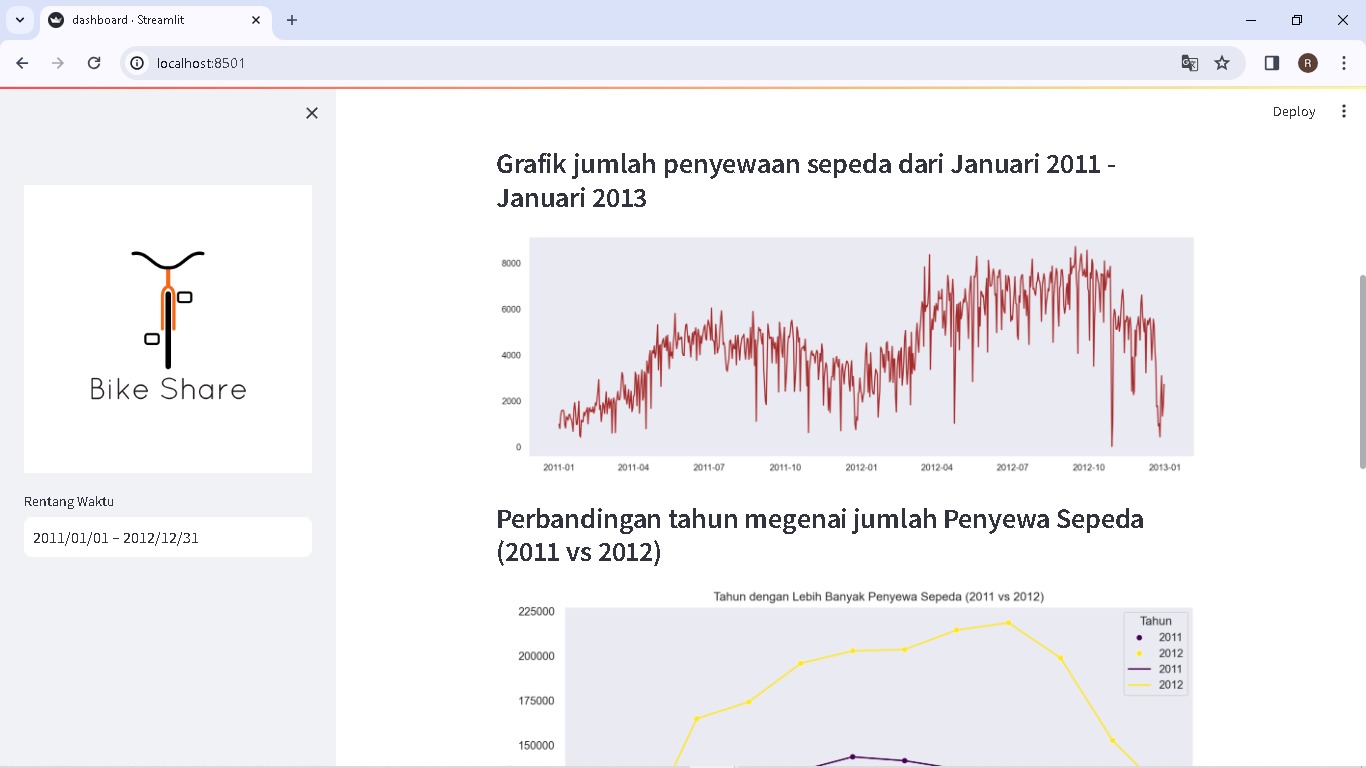 dashboard · Streamlit
localhost:8501
R
Deploy
Bike Share
Rentang Waktu
2011/01/01 – 2012/12/31
Grafik jumlah penyewaan sepeda dari Januari 2011 -
Januari 2013
8000
6000
4000
2000
0
2011-01 2011-04 2011-07 2011-10 2012-01 2012-04 2012-07 2012-10 2013-01
Perbandingan tahun megenai jumlah Penyewa Sepeda
(2011 vs 2012)
Tahun dengan Lebih Banyak Penyewa Sepeda (2011 vs 2012)
225000
200000
175000
150000
Tahun
2011
2012
2011
2012